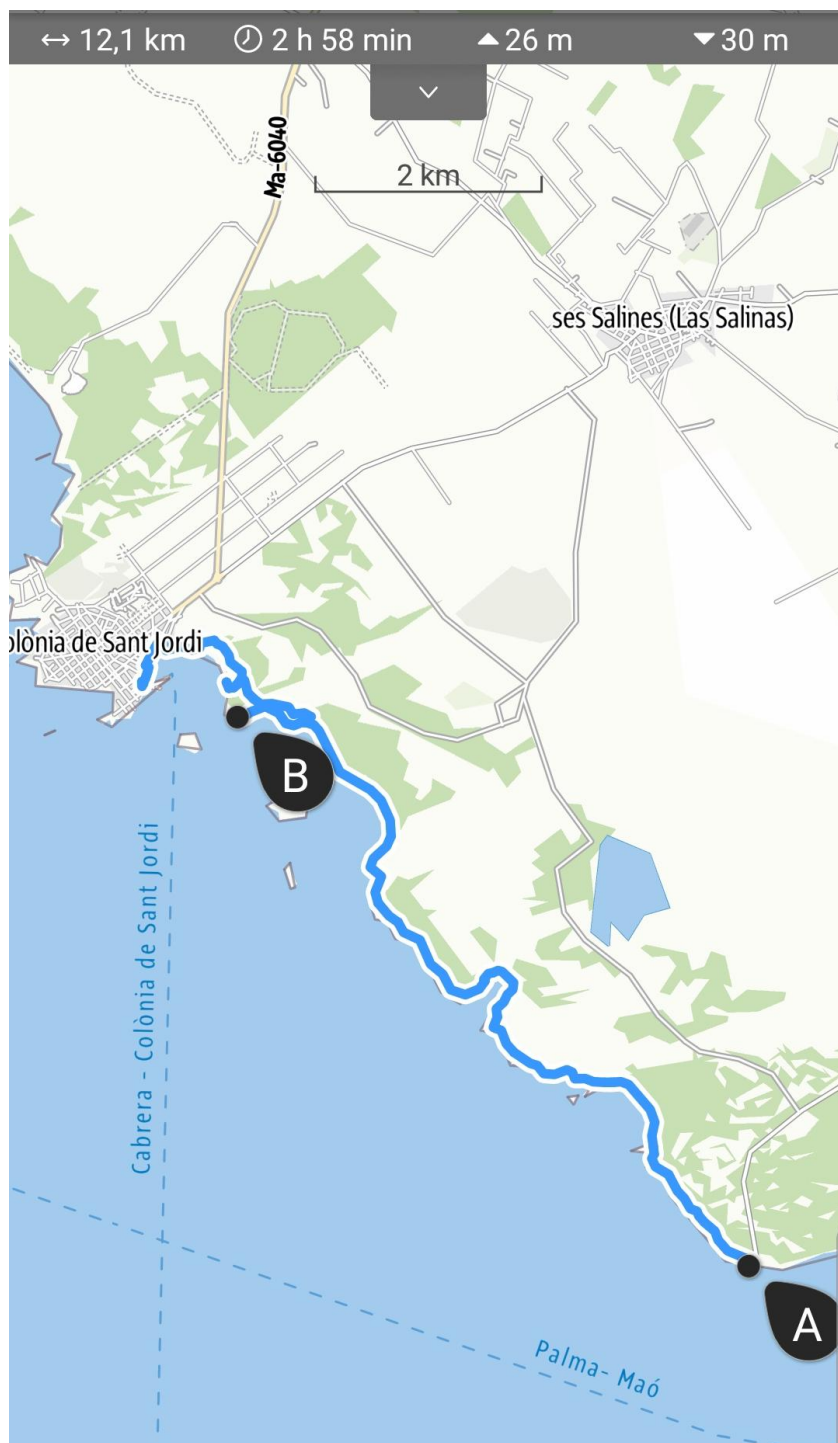 ↔ 12,1 km 2 h 58 min ▲ 26 m ▼ 30 m
Ma-6040
2 km
ses Salines (Las Salinas)
olònia de Sant Jordi
B
Cabrera - Colònia de Sant Jordi
A
Palma- Maó